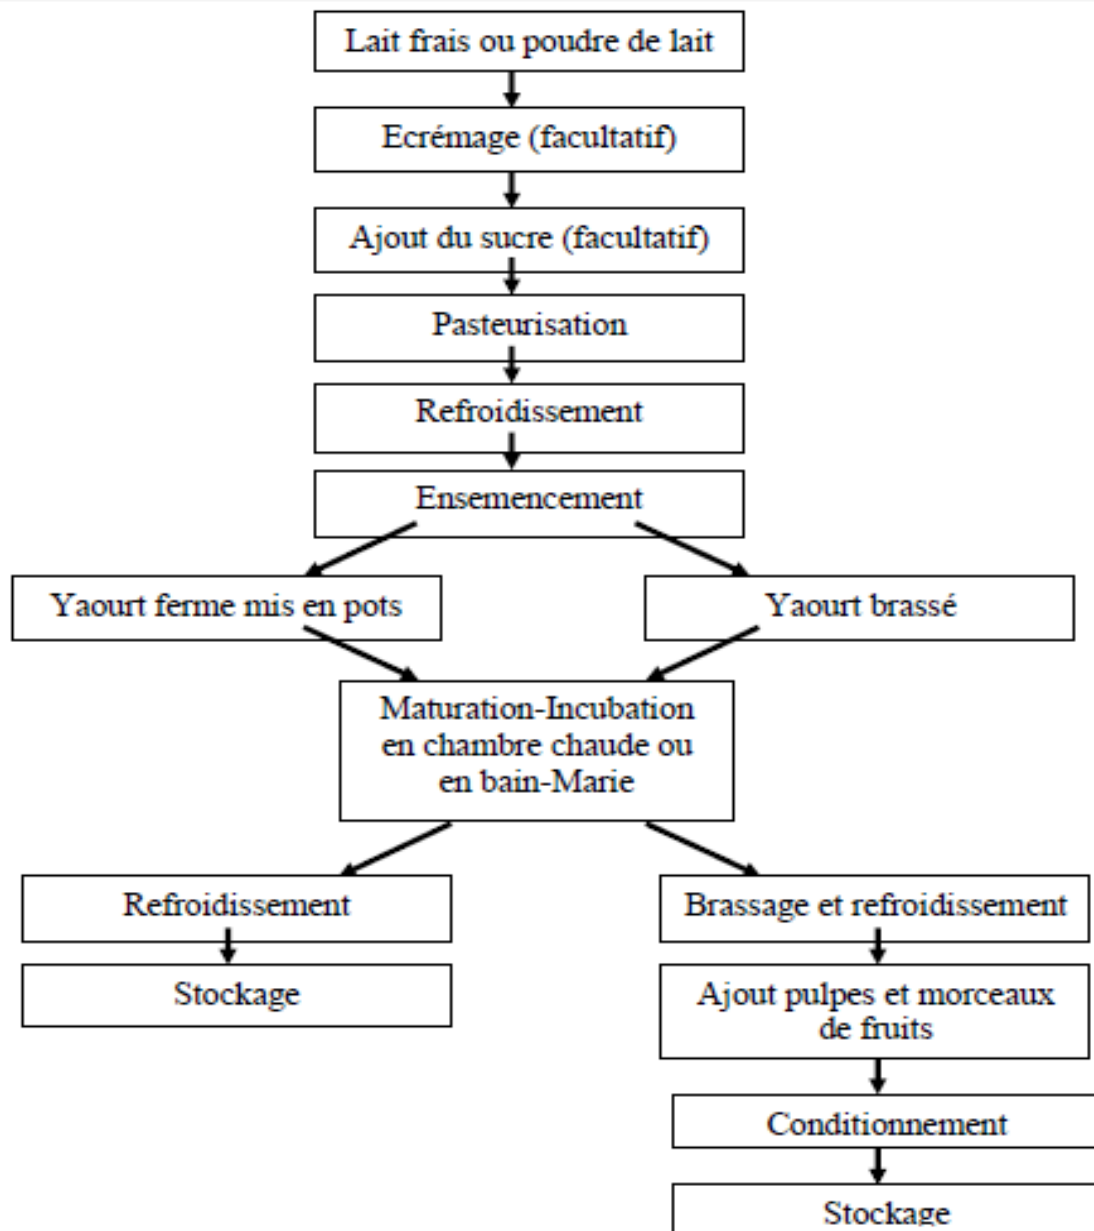 Lait frais ou poudre de lait
Ecrémage (facultatif)
Ajout du sucre (facultatif)
Pasteurisation
Refroidissement
Ensemencement
Yaourt ferme mis en pots
Yaourt brassé
Maturation-Incubation
en chambre chaude ou
en bain-Marie
Refroidissement
Stockage
Brassage et refroidissement
Ajout pulpes et morceaux
de fruits
Conditionnement
Stockage